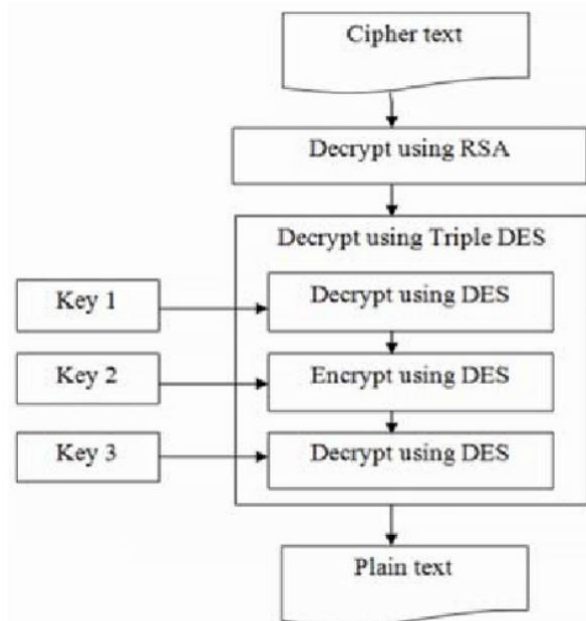 Cipher text
Decrypt using RSA
Decrypt using Triple DES
Key 1
Decrypt using DES
Key 2
Encrypt using DES
Key 3
Decrypt using DES
Plain text